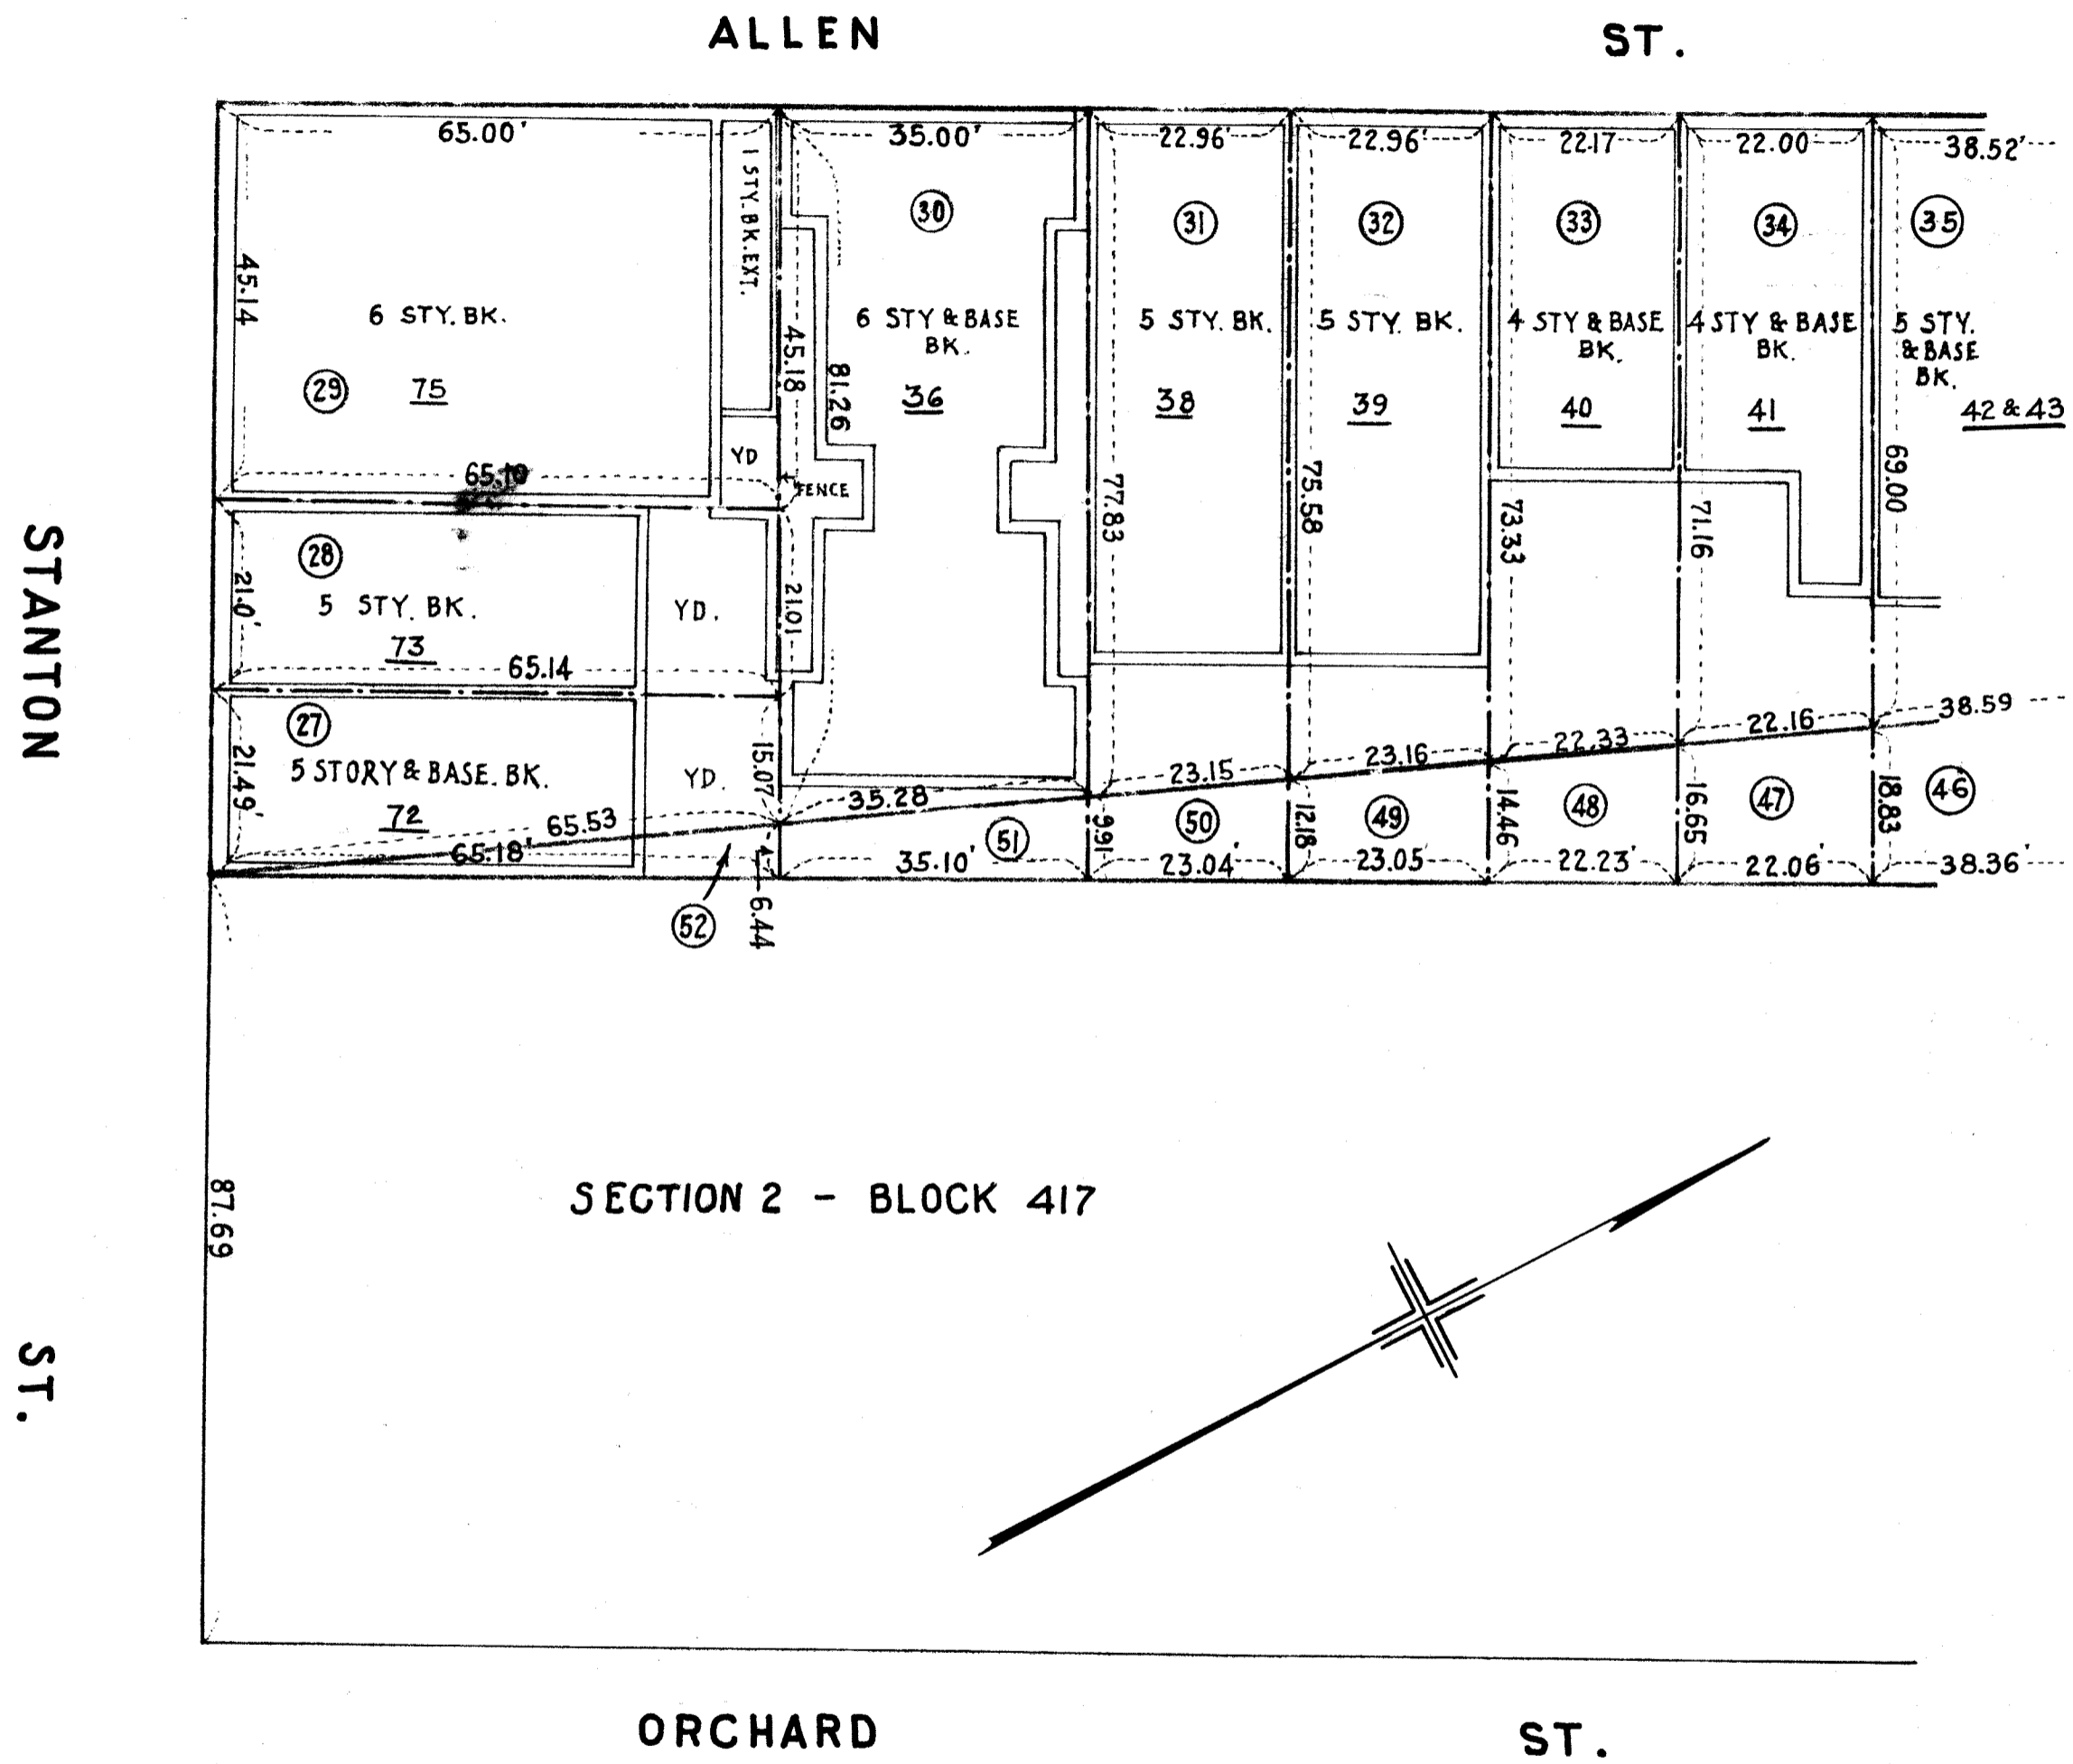 ALLEN ST.
65.00'
35.00'
22.96'
22.96'
22.17
22.00
38.52'
1 STY. BK. EXT.
30
31
32
33
34
35
45.14
6 STY. BK.
29
75
45.18
81.26
6 STY & BASE
BK.
36
5 STY. BK.
38
5 STY. BK.
39
4 STY & BASE
BK.
40
4 STY & BASE
BK.
41
5 STY.
& BASE
BK.
42 & 43
YD
FENCE
65.10
77.83
75.58
73.33
71.16
69.00
STANTON ST.
28
21.0'
5 STY. BK.
73
YD.
21.01
65.14
27
21.49'
5 STORY & BASE. BK.
72
YD.
15.07
65.53
65.18'
35.28
23.15
23.16
22.33
22.16
38.59
51
50
49
48
47
46
9.91
12.18
14.46
16.65
18.83
35.10'
23.04'
23.05'
22.23'
22.06'
38.36'
52
6.44
87.69
SECTION 2 - BLOCK 417
ORCHARD ST.